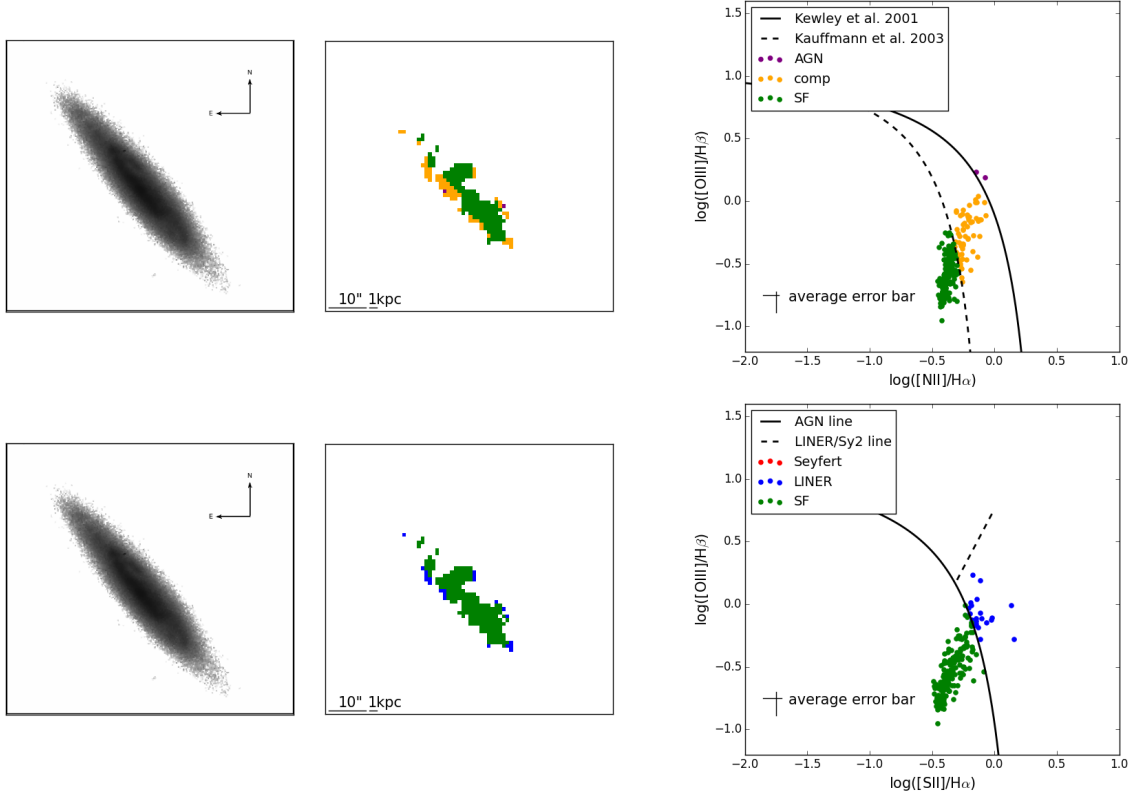 N
E
10" 1kpc
Kewley et al. 2001
Kauffmann et al. 2003
AGN
comp
SF
average error bar
log([OIII]/Hβ)
1.5
1.0
0.5
0.0
−0.5
−1.0
−2.0 −1.5 −1.0 −0.5 0.0 0.5 1.0
log([NII]/Hα)
N
E
10" 1kpc
AGN line
LINER/Sy2 line
Seyfert
LINER
SF
average error bar
log([OIII]/Hβ)
1.5
1.0
0.5
0.0
−0.5
−1.0
−2.0 −1.5 −1.0 −0.5 0.0 0.5 1.0
log([SII]/Hα)